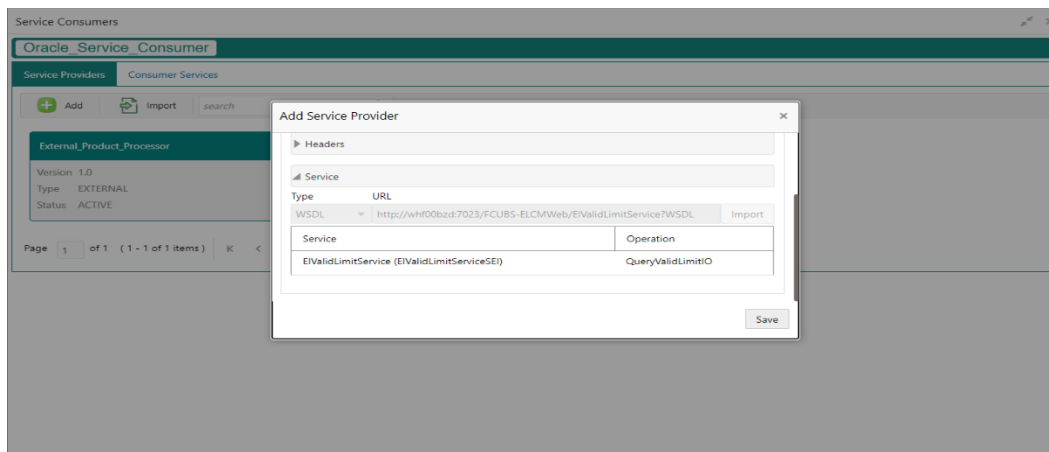 Service Consumers
Oracle_Service_Consumer
Service Providers Consumer Services
Add Import search
External_Product_Processor
Version 1.0
Type EXTERNAL
Status ACTIVE
Page 1 of 1 ( 1 - 1 of 1 items )
Add Service Provider
Headers
Service
Type URL
WSDL http://whf00bzd:7023/FCUBS-ELCMWeb/ElValidLimitService?WSDL Import
Service Operation
ElValidLimitService (ElValidLimitServiceSEI) QueryValidLimitIO
Save